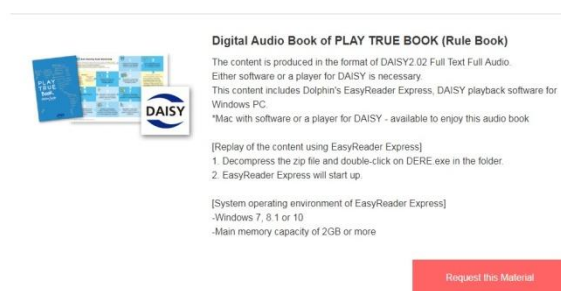 Digital Audio Book of PLAY TRUE BOOK (Rule Book)
The content is produced in the format of DAISY2.02 Full Text Full Audio.
Either software or a player for DAISY is necessary.
This content includes Dolphin's EasyReader Express, DAISY playback software for
Windows PC.
*Mac with software or a player for DAISY - available to enjoy this audio book
[Replay of the content using EasyReader Express]
1. Decompress the zip file and double-click on DERE exe in the folder.
2. EasyReader Express will start up.
[System operating environment of EasyReader Express]
-Windows 7, 8.1 or 10
-Main memory capacity of 2GB or more
PLAY
TRUE
Book.
DAISY
Request this Material